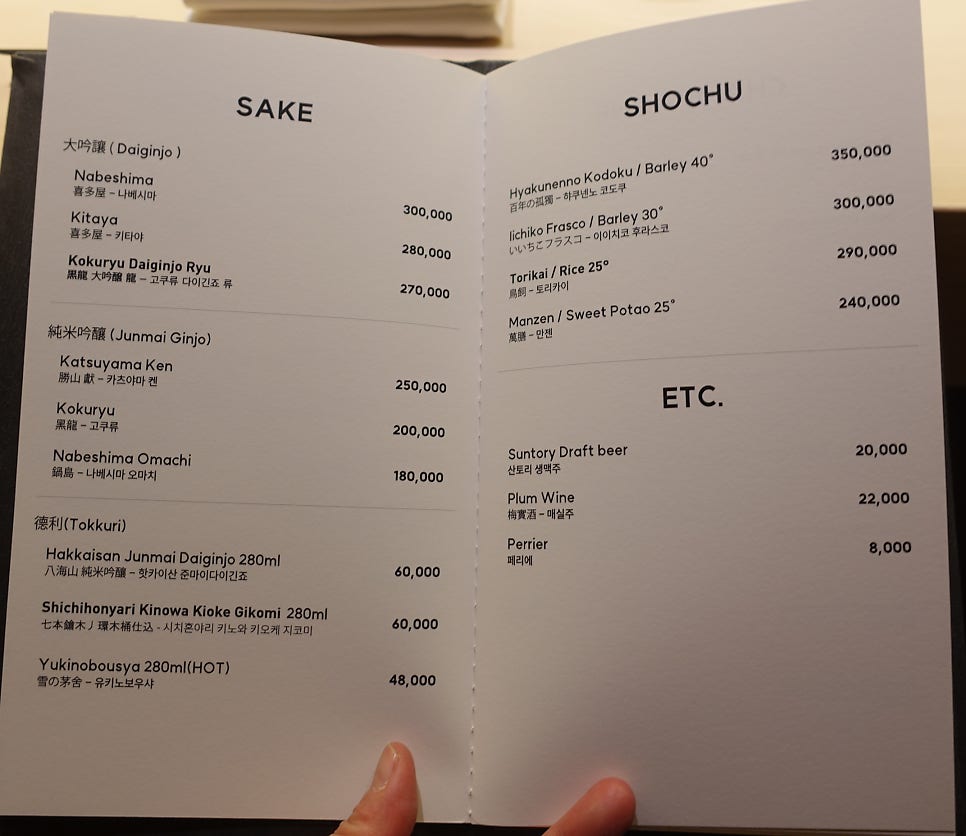 SAKE
大吟讓 ( Daiginjo )
Nabeshima
喜多屋 – 나베시마
300,000
Kitaya
喜多屋 – 키타야
280,000
Kokuryu Daiginjo Ryu
黒龍 大吟醸 龍 – 고쿠류 다이긴죠 류
270,000
純米吟釀 (Junmai Ginjo)
Katsuyama Ken
勝山 獻 – 카츠야마 켄
250,000
Kokuryu
黑龍 – 고쿠류
200,000
Nabeshima Omachi
鍋島 – 나베시마 오마치
180,000
德利(Tokkuri)
Hakkaisan Junmai Daiginjo 280ml
八海山 純米吟釀 – 핫카이산 준마이다이긴죠
60,000
Shichihonyari Kinowa Kioke Gikomi 280ml
七本鎗木丿環木桶仕込 - 시치혼야리 키노와 키오케 지코미
60,000
Yukinobousya 280ml(HOT)
雪の茅舍 – 유키노보우샤
48,000
SHOCHU
Hyakunenno Kodoku / Barley 40°
百年の孤獨 – 햐쿠넨노 코도쿠
350,000
Iichiko Frasco / Barley 30°
いいちこフラスコ – 이이치코 후라스코
300,000
Torikai / Rice 25°
鳥飼 – 토리카이
290,000
Manzen / Sweet Potao 25°
萬膳 – 만젠
240,000
ETC.
Suntory Draft beer
산토리 생맥주
20,000
Plum Wine
梅實酒 – 매실주
22,000
Perrier
페리에
8,000